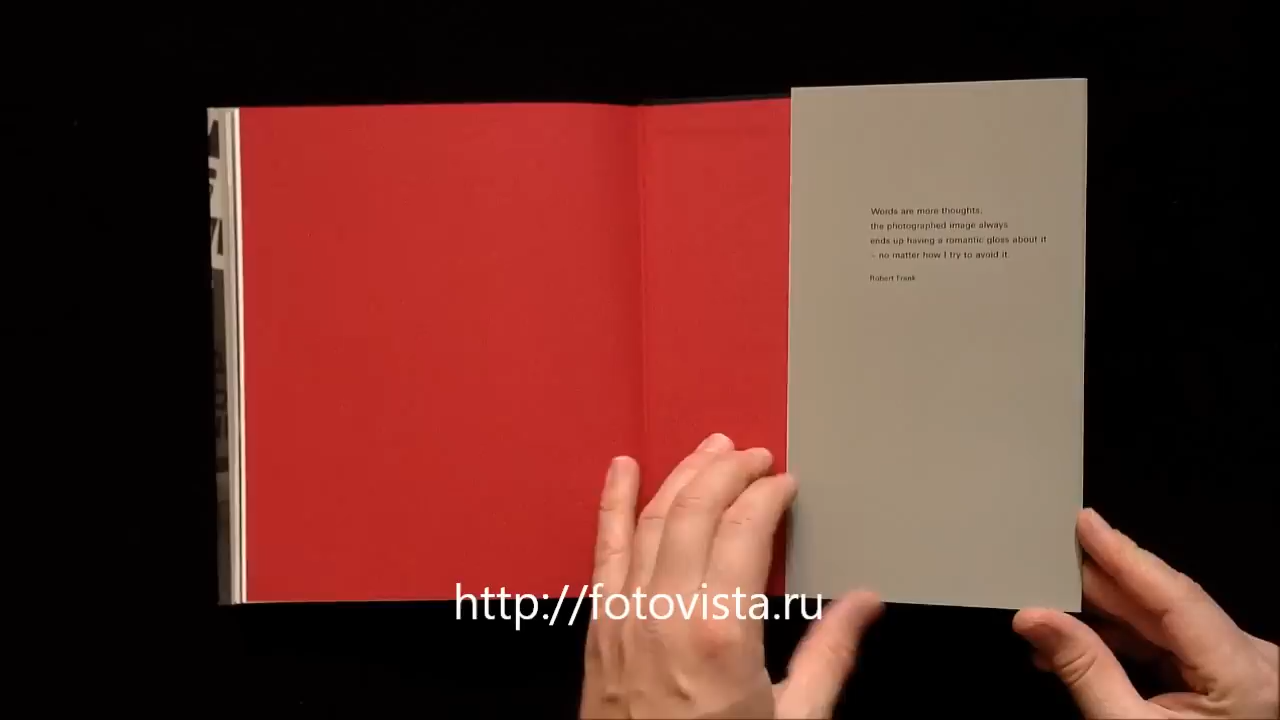 Words are more thoughts,
the photographed image always
ends up having a romantic gloss about it
– no matter how I try to avoid it.
Robert Frank
http://fotovista.ru